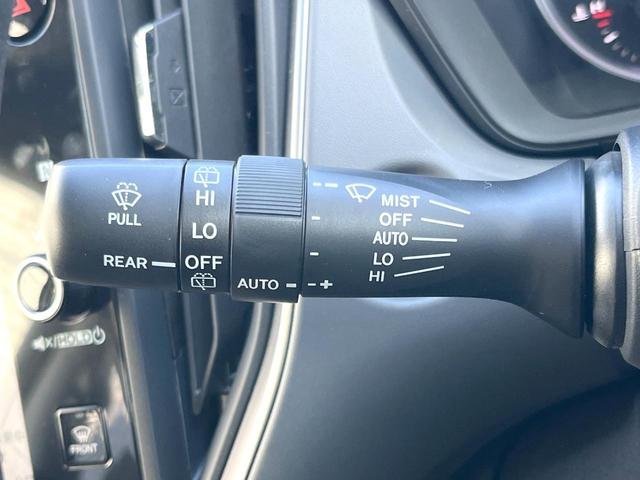 PULL
REAR
HI
LO
OFF
AUTO
- +
MIST
OFF
AUTO
LO
HI
/HOLD
FRONT